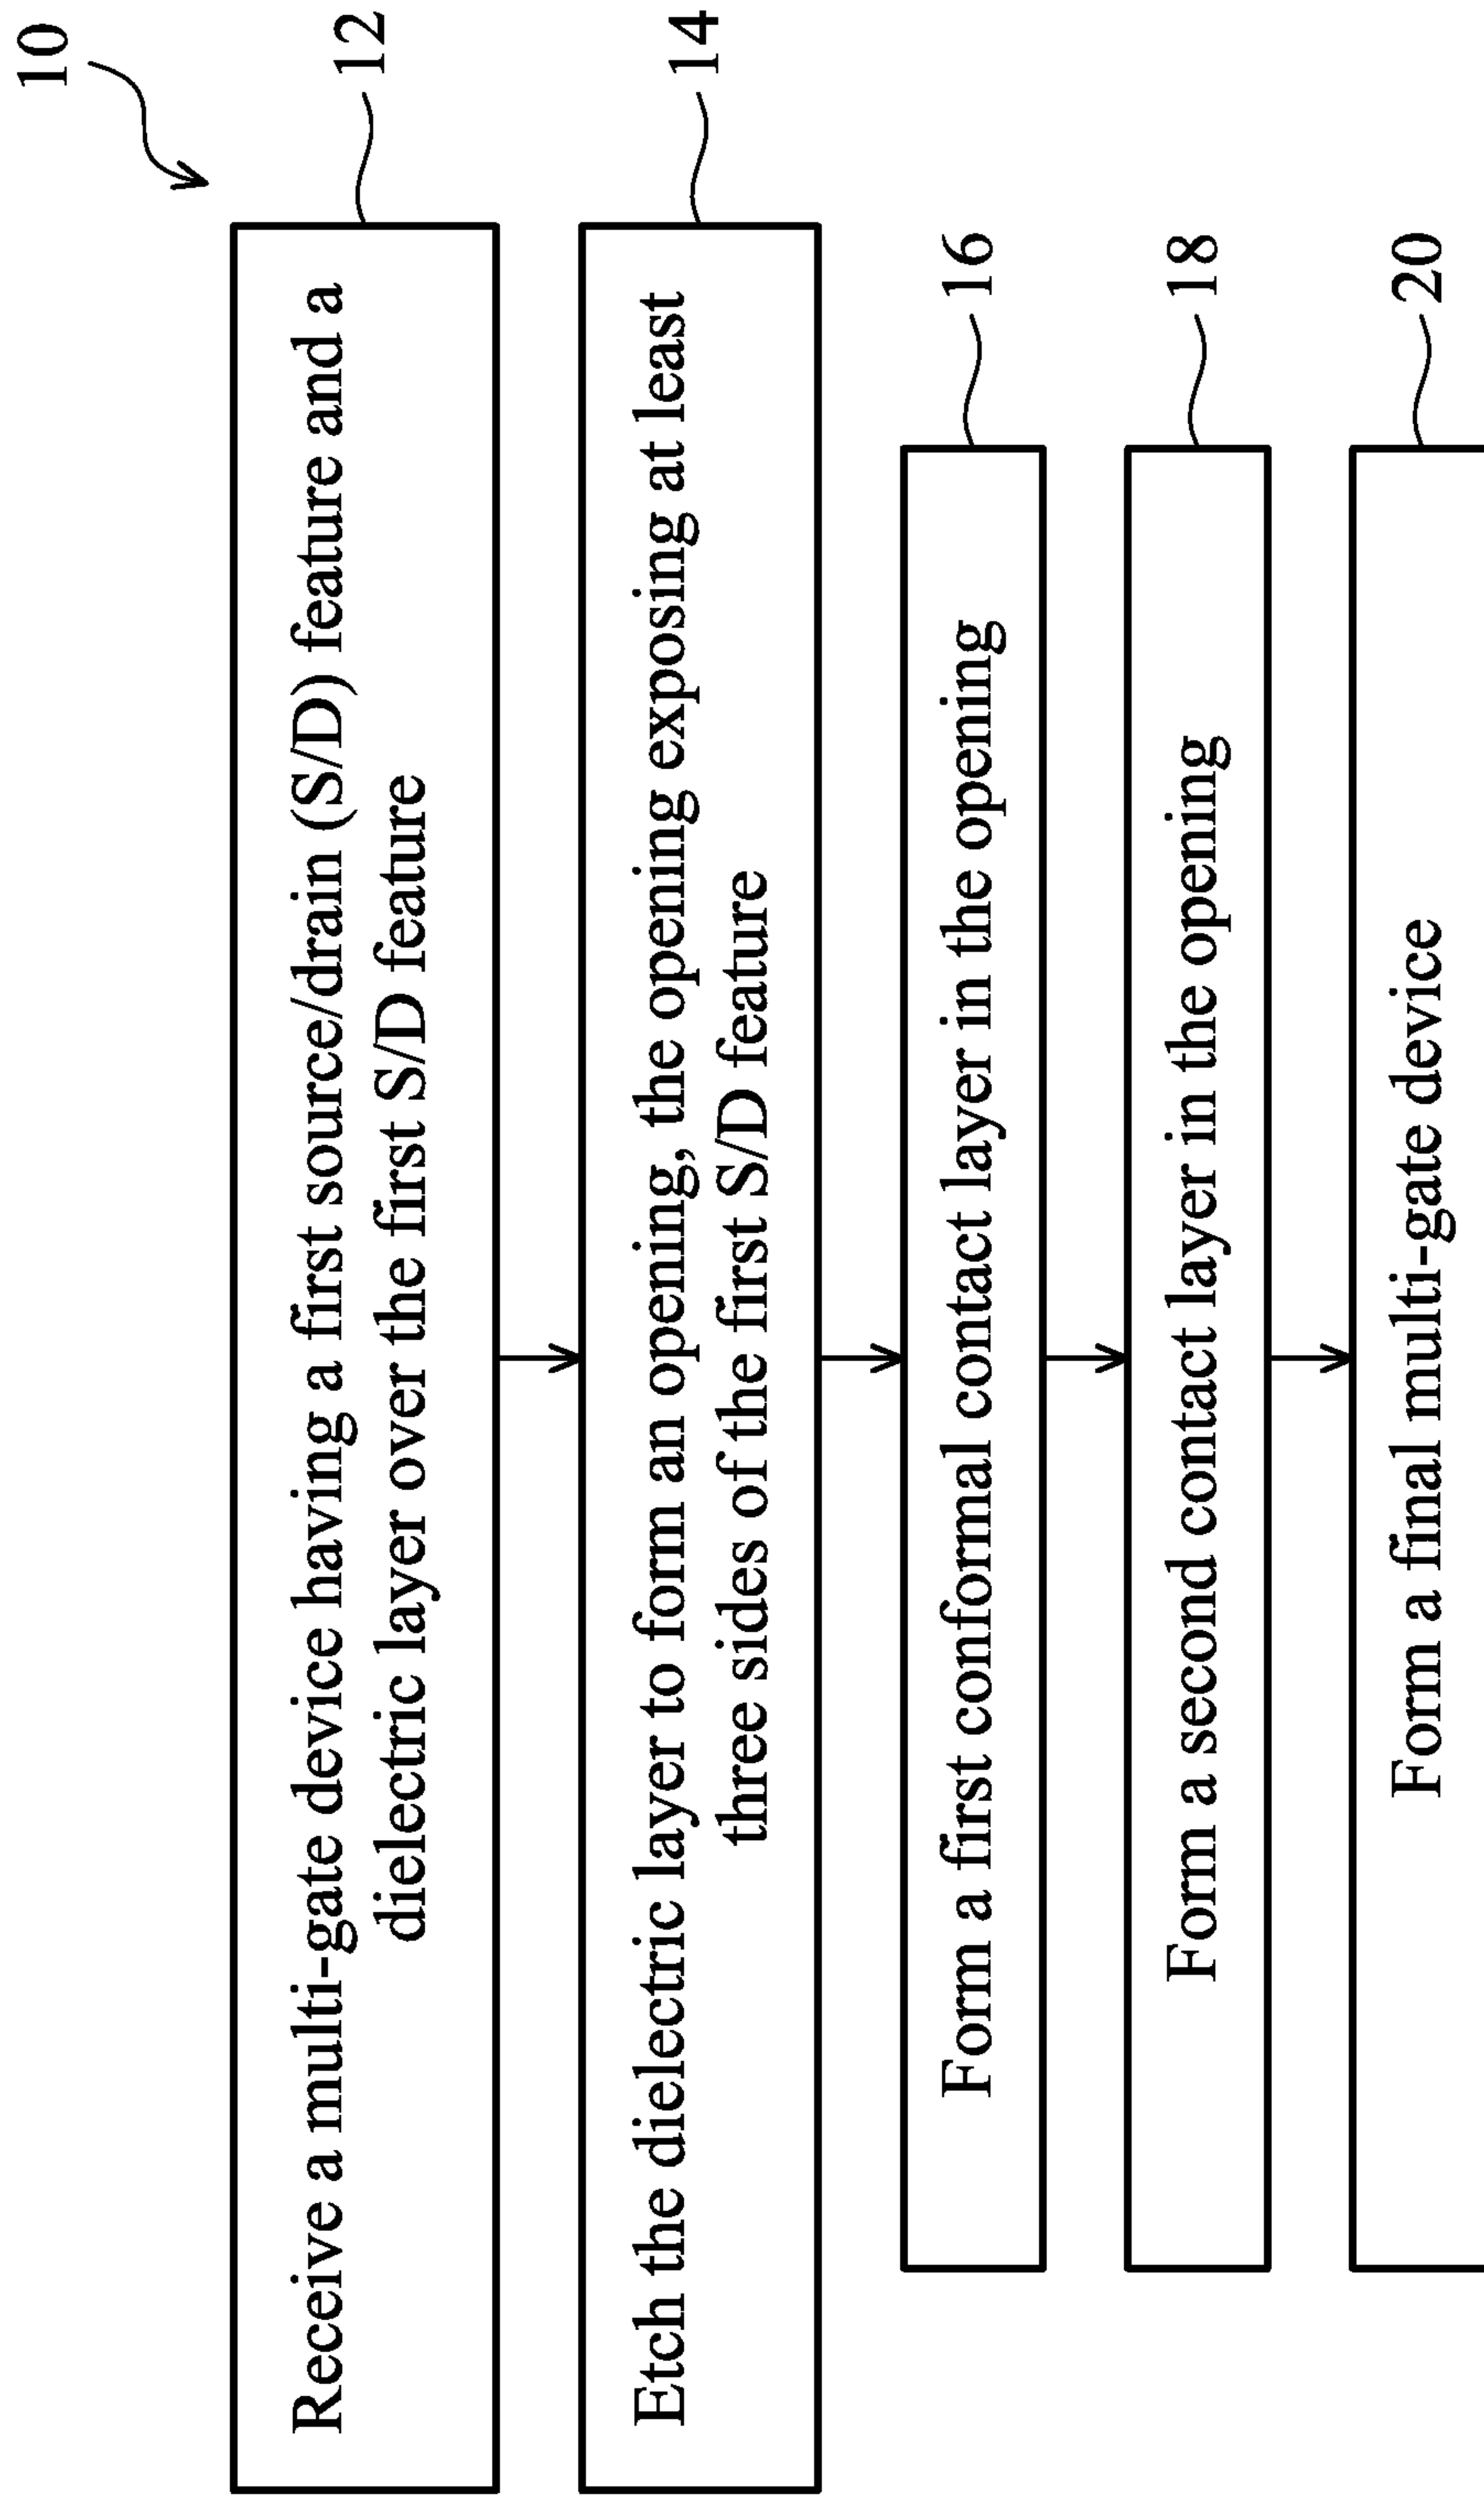 10
Receive a multi-gate device having a first source/drain (S/D) feature and a
dielectric layer over the first S/D feature
12
Etch the dielectric layer to form an opening, the opening exposing at least
three sides of the first S/D feature
14
Form a first conformal contact layer in the opening
16
Form a second contact layer in the opening
18
Form a final multi-gate device
20